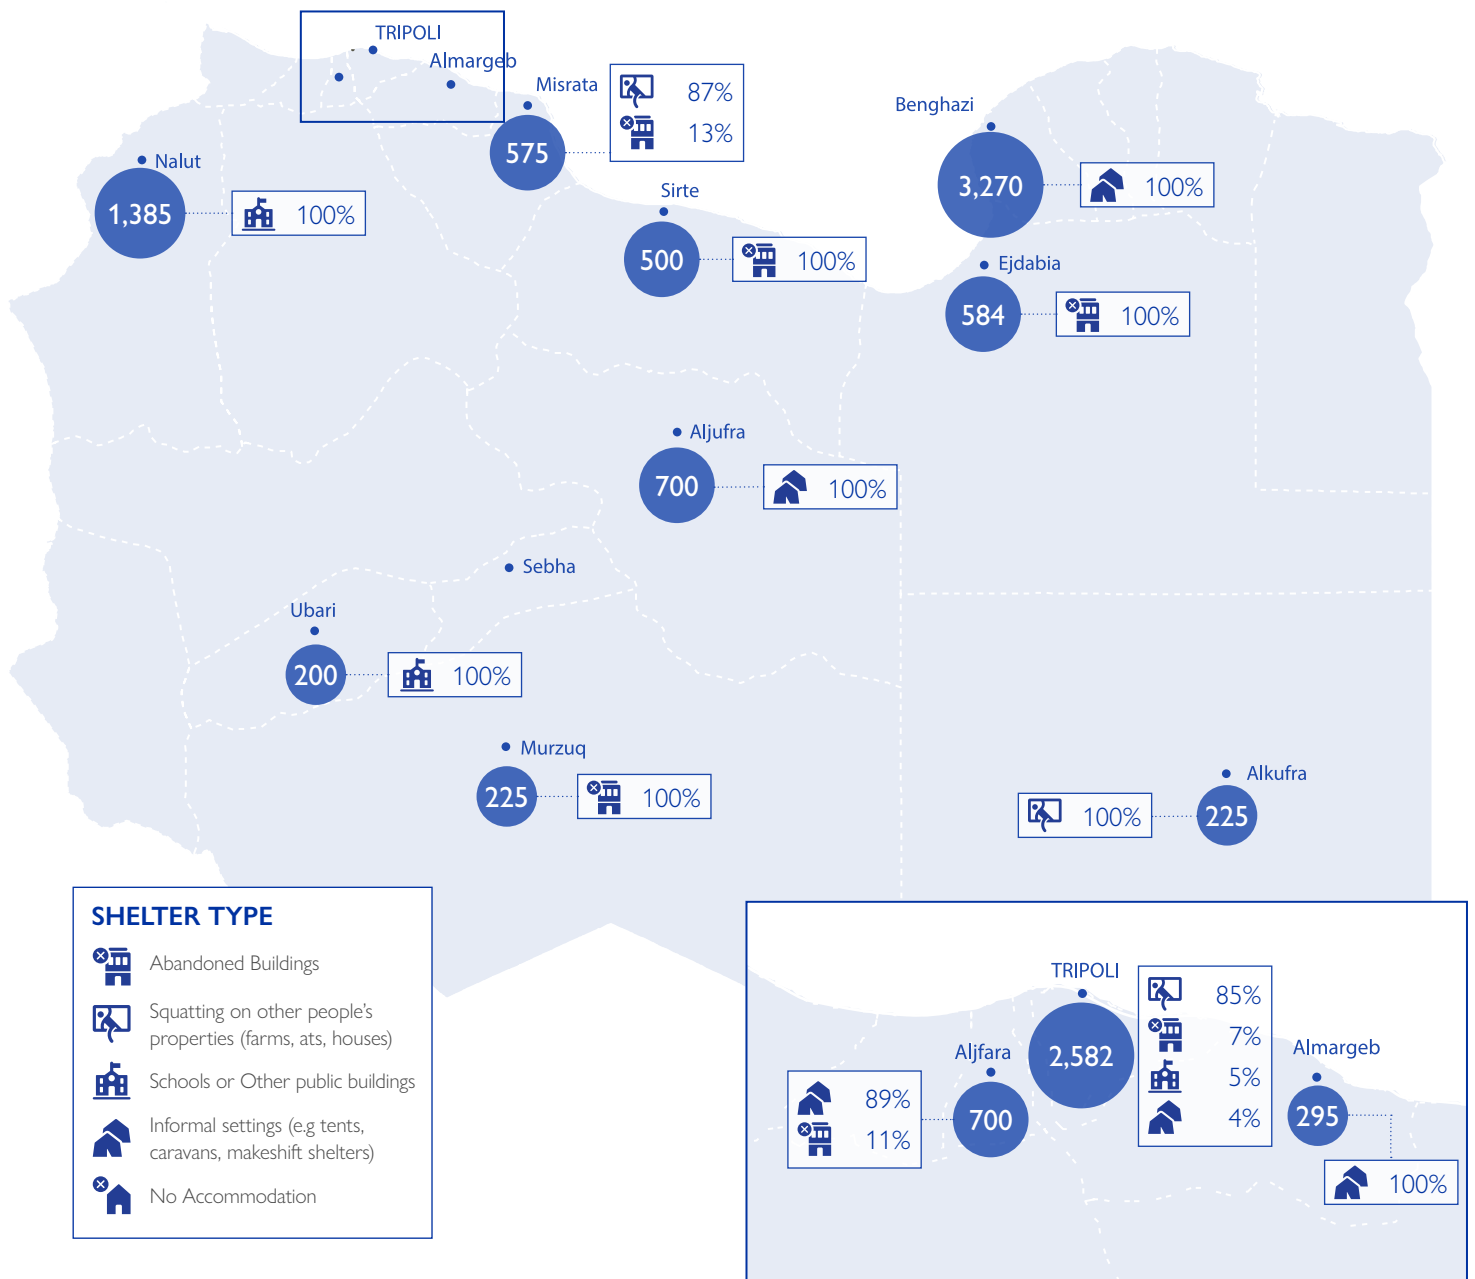 TRIPOLI
Almargeb
Misrata
87%
13%
575
Benghazi
3,270
100%
Nalut
1,385
100%
Sirte
500
100%
Ejdabia
584
100%
Aljufra
700
100%
Sebha
Ubari
200
100%
Murzuq
225
100%
Alkufra
100%
225
SHELTER TYPE
Abandoned Buildings
Squatting on other people's
properties (farms, ats, houses)
Schools or Other public buildings
Informal settings (e.g tents,
caravans, makeshift shelters)
No Accommodation
TRIPOLI
2,582
85%
7%
5%
4%
Aljfara
700
89%
11%
Almargeb
295
100%